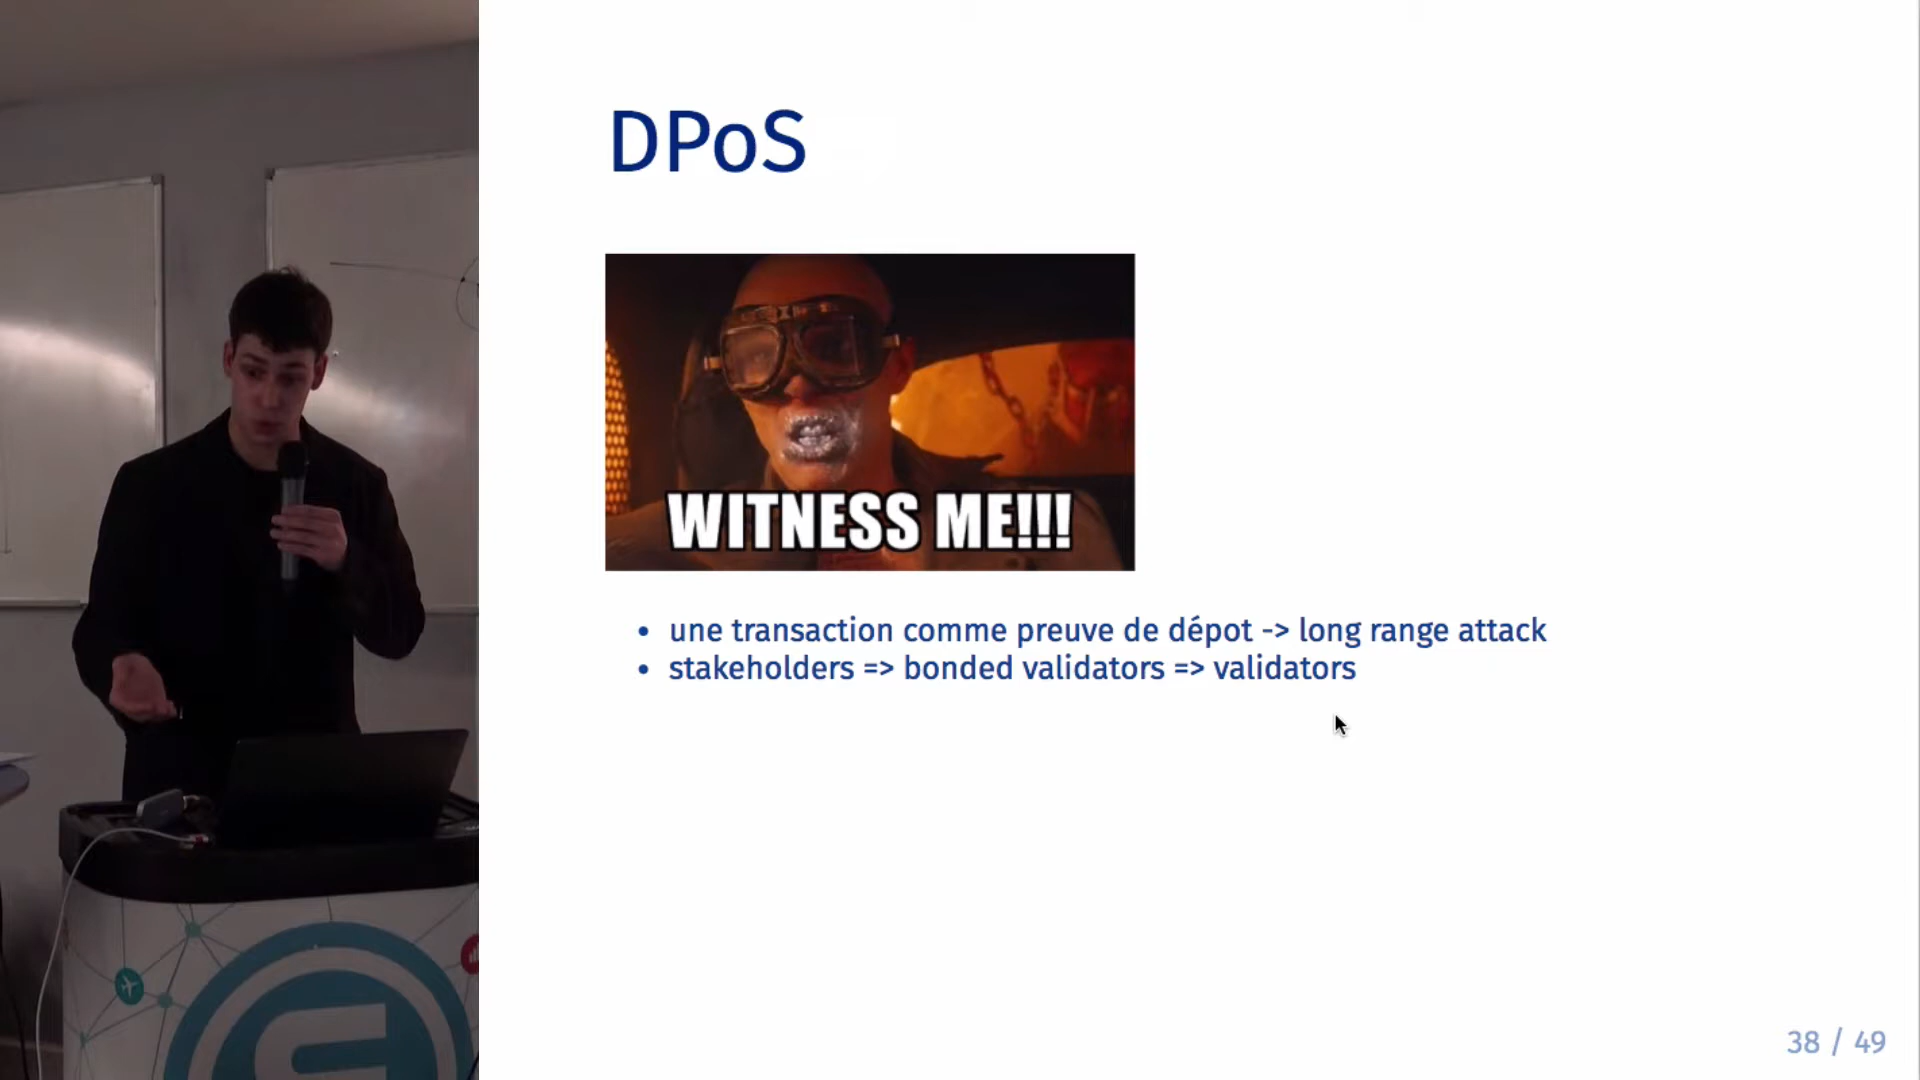 DPoS
WITNESS ME!!!
• une transaction comme preuve de dépot -> long range attack
• stakeholders => bonded validators => validators
38 / 49